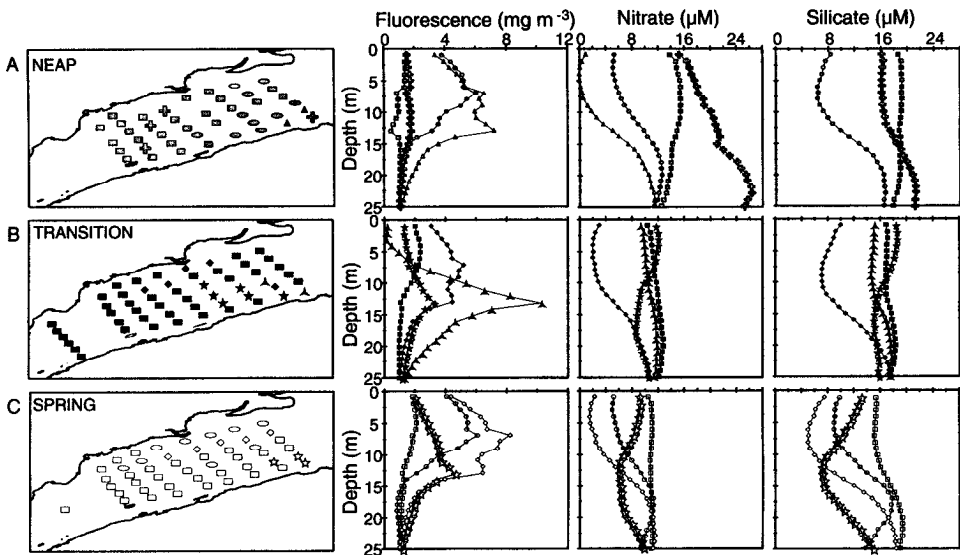 Fluorescence (mg m⁻³) Nitrate (µM) Silicate (µM)
0 4 8 12 0 8 16 24 0 8 16 24
A NEAP
Depth (m)
0
5
10
15
20
25
B TRANSITION
Depth (m)
0
5
10
15
20
25
C SPRING
Depth (m)
0
5
10
15
20
25